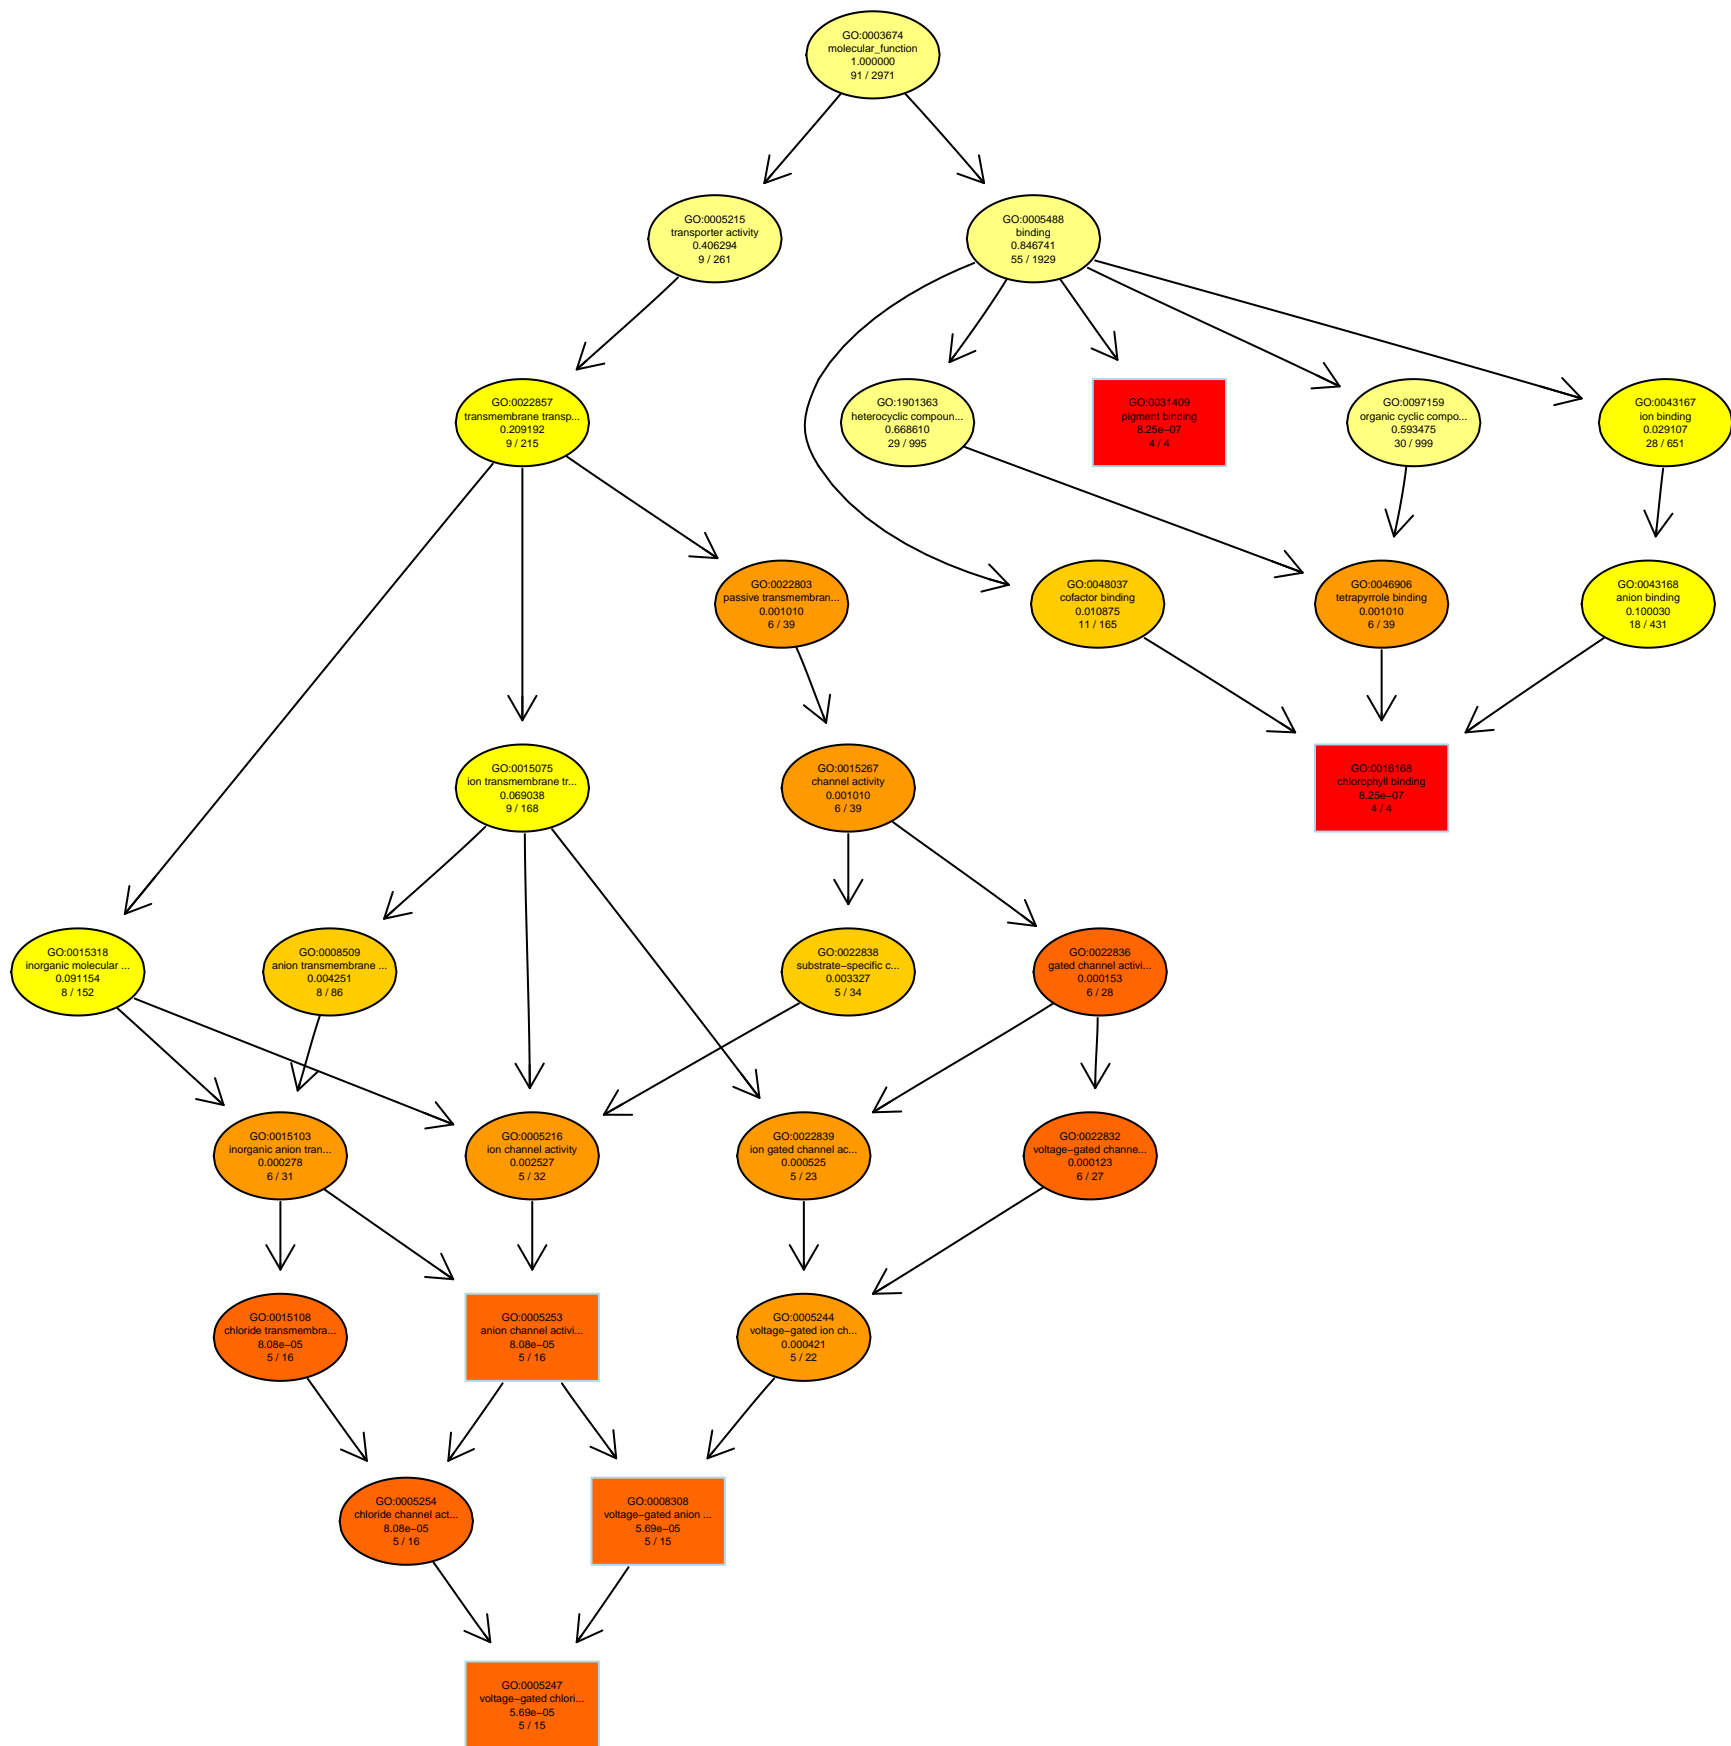 GO:0003674
molecular_function
1.000000
91 / 2971
GO:0005215
transporter activity
0.406294
9 / 261
GO:0005488
binding
0.846741
55 / 1929
GO:0022857
transmembrane transp...
0.209192
9 / 215
GO:1901363
heterocyclic compoun...
0.668610
29 / 995
GO:0031409
pigment binding
8.25e−07
4 / 4
GO:0097159
organic cyclic compo...
0.593475
30 / 999
GO:0043167
ion binding
0.029107
28 / 651
GO:0022803
passive transmembran...
0.001010
6 / 39
GO:0048037
cofactor binding
0.010875
11 / 165
GO:0046906
tetrapyrrole binding
0.001010
6 / 39
GO:0043168
anion binding
0.100030
18 / 431
GO:0015075
ion transmembrane tr...
0.069038
9 / 168
GO:0015267
channel activity
0.001010
6 / 39
GO:0016168
chlorophyll binding
8.25e−07
4 / 4
GO:0015318
inorganic molecular ...
0.091154
8 / 152
GO:0008509
anion transmembrane ...
0.004251
8 / 86
GO:0022838
substrate−specific c...
0.003327
5 / 34
GO:0022836
gated channel activi...
0.000153
6 / 28
GO:0015103
inorganic anion tran...
0.000278
6 / 31
GO:0005216
ion channel activity
0.002527
5 / 32
GO:0022839
ion gated channel ac...
0.000525
5 / 23
GO:0022832
voltage−gated channe...
0.000123
6 / 27
GO:0015108
chloride transmembra...
8.08e−05
5 / 16
GO:0005253
anion channel activi...
8.08e−05
5 / 16
GO:0005244
voltage−gated ion ch...
0.000421
5 / 22
GO:0005254
chloride channel act...
8.08e−05
5 / 16
GO:0008308
voltage−gated anion ...
5.69e−05
5 / 15
GO:0005247
voltage−gated chlori...
5.69e−05
5 / 15